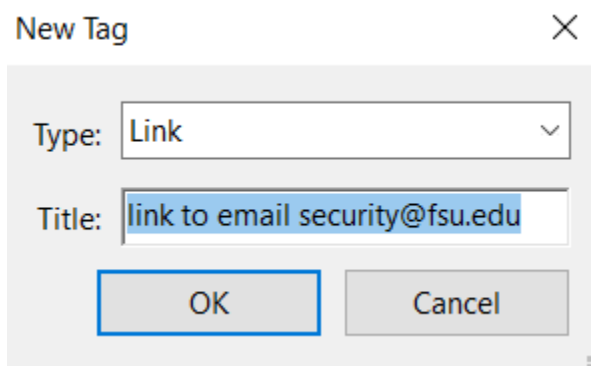 New Tag
Type: Link
Title: link to email security@fsu.edu
OK Cancel